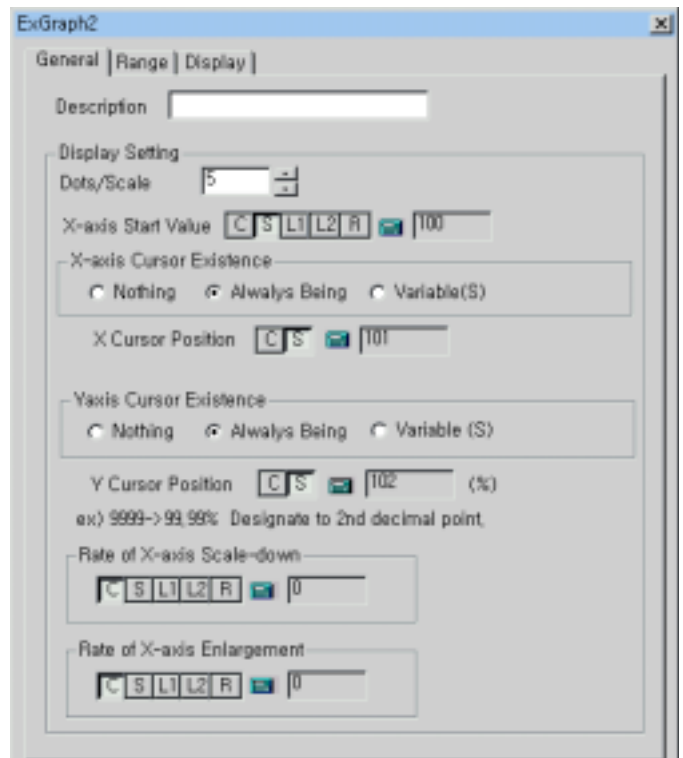 ExGraph2
General Range Display
Description
Display Setting
Dots/Scale 5
X-axis Start Value C S L1 L2 R 100
X-axis Cursor Existence
Nothing Alwalys Being Variable(S)
X Cursor Position C S 101
Yaxis Cursor Existence
Nothing Alwalys Being Variable (S)
Y Cursor Position C S 102 (%)
ex) 9999->99,99% Designate to 2nd decimal point,
Rate of X-axis Scale-down
C S L1 L2 R 0
Rate of X-axis Enlargement
C S L1 L2 R 0